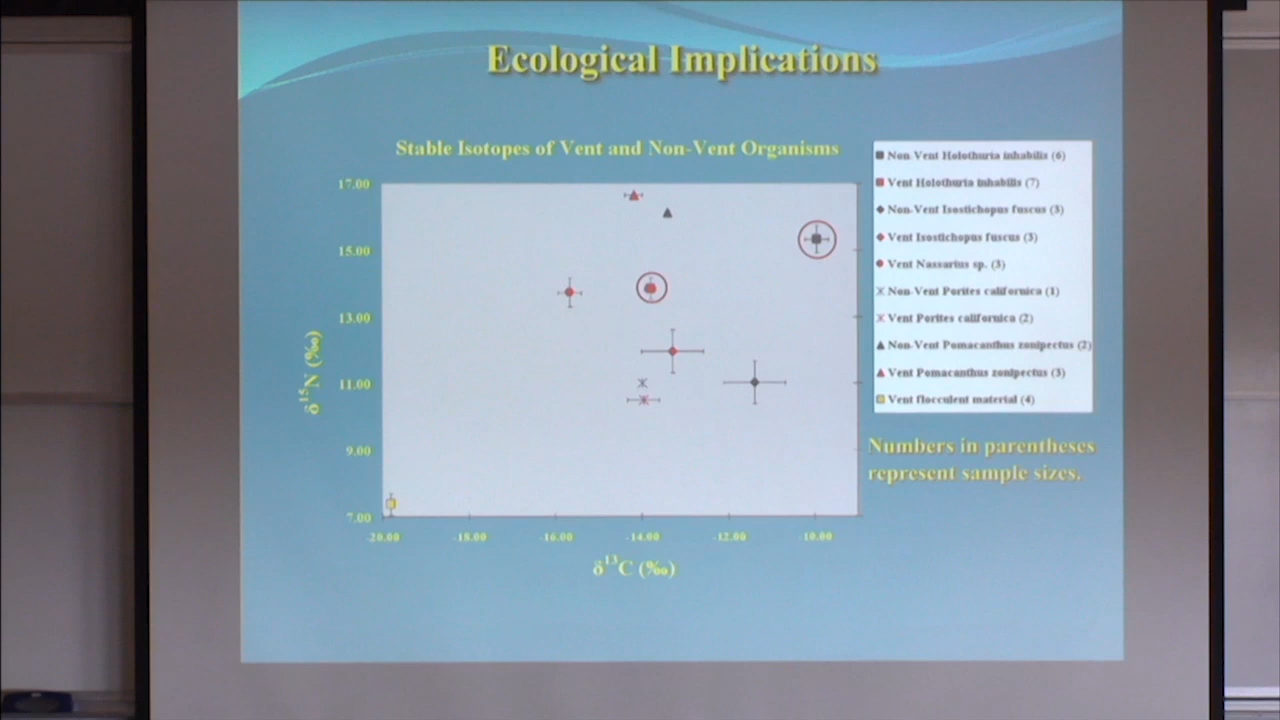 Ecological Implications
Stable Isotopes of Vent and Non-Vent Organisms
17.00
15.00
13.00
11.00
9.00
7.00
δ15N (‰)
-20.00 -18.00 -16.00 -14.00 -12.00 -10.00
δ13C (‰)
Non-Vent Holothuria inhabilis (6)
Vent Holothuria inhabilis (7)
Non-Vent Isostichopus fuscus (3)
Vent Isostichopus fuscus (3)
Vent Nassarius sp. (3)
Non-Vent Porites californica (1)
Vent Porites californica (2)
Non-Vent Pomacanthus zonipectus (2)
Vent Pomacanthus zonipectus (3)
Vent flocculent material (4)
Numbers in parentheses
represent sample sizes.